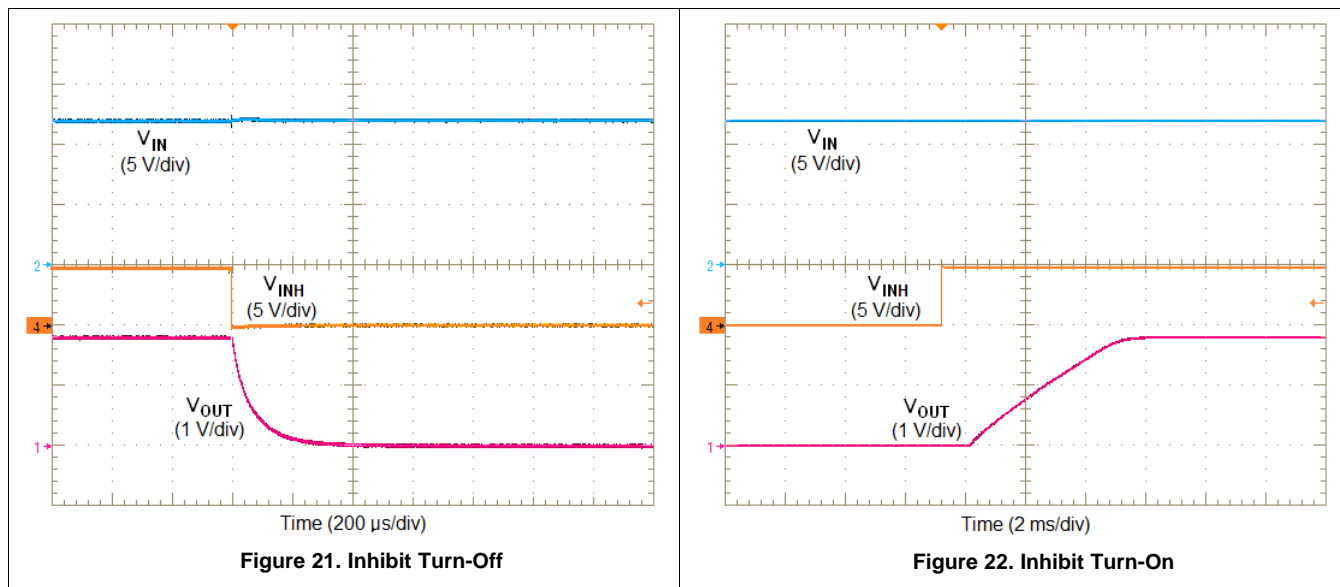 VIN
(5 V/div)
2
VINH
(5 V/div)
4
VOUT
(1 V/div)
1
Time (200 µs/div)
Figure 21. Inhibit Turn-Off
VIN
(5 V/div)
2
VINH
(5 V/div)
4
VOUT
(1 V/div)
1
Time (2 ms/div)
Figure 22. Inhibit Turn-On